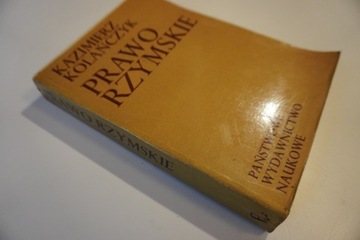 KAZIMIERZ
KOLAŃCZYK
PRAWO
RZYMSKIE
PAŃSTWOWE
WYDAWNICTWO
NAUKOWE
PRAWO RZYMSKIE